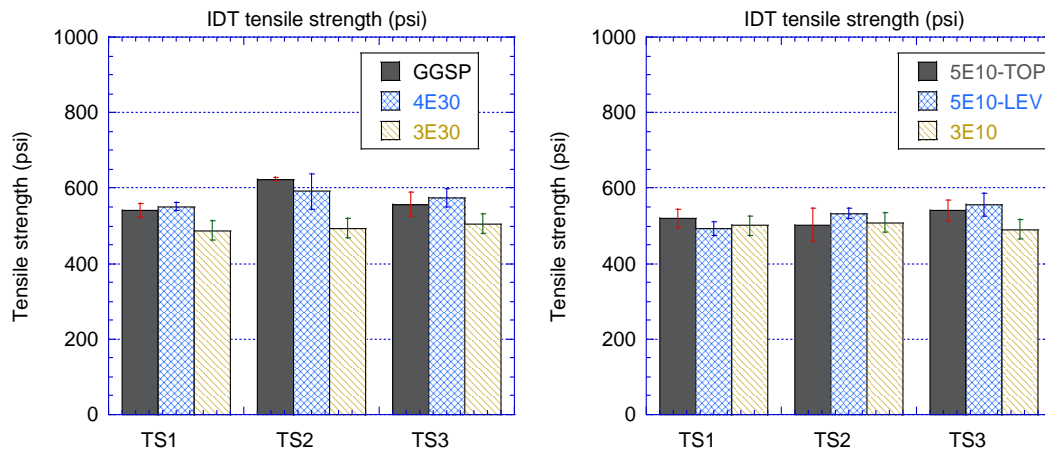 IDT tensile strength (psi)
1000
800
600
400
200
0
Tensile strength (psi)
GGSP
4E30
3E30
TS1 TS2 TS3
IDT tensile strength (psi)
1000
800
600
400
200
0
Tensile strength (psi)
5E10-TOP
5E10-LEV
3E10
TS1 TS2 TS3